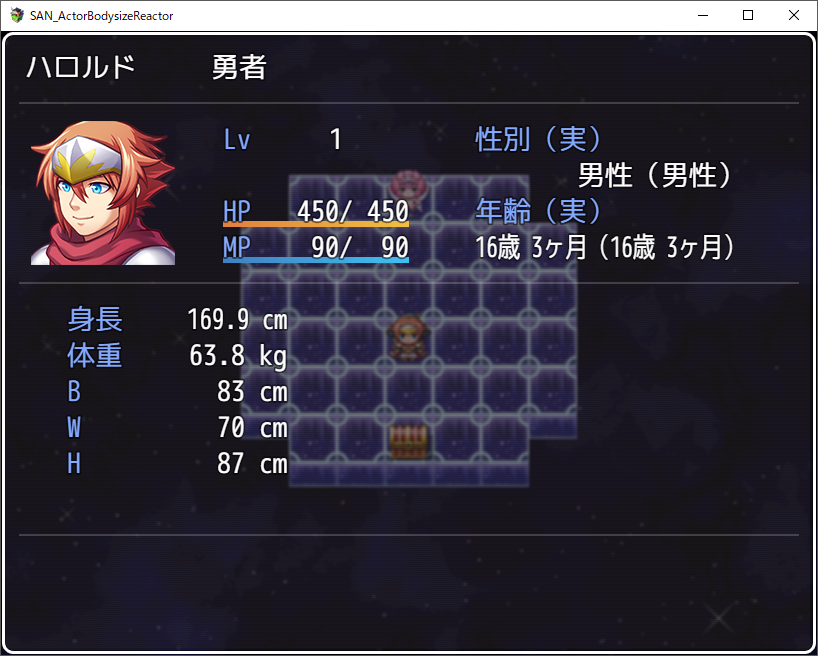 SAN_ActorBodysizeReactor
ハロルド 勇者
Lv 1 性別（実）
男性（男性）
HP 450/ 450 年齢（実）
MP 90/ 90 16歳 3ヶ月（16歳 3ヶ月）
身長 169.9 cm
体重 63.8 kg
B 83 cm
W 70 cm
H 87 cm